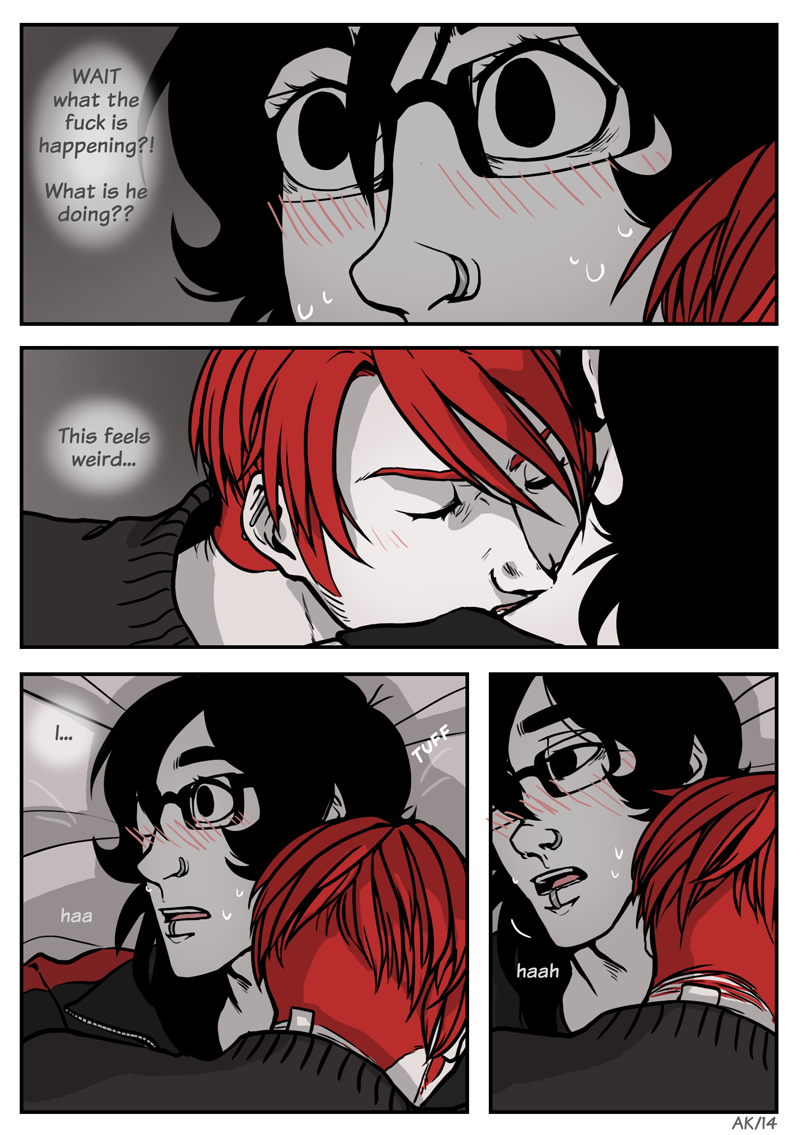 WAIT
what the
fuck is
happening?!
What is he
doing??
This feels
weird...
I...
TUFF
haa
haah
AK/14